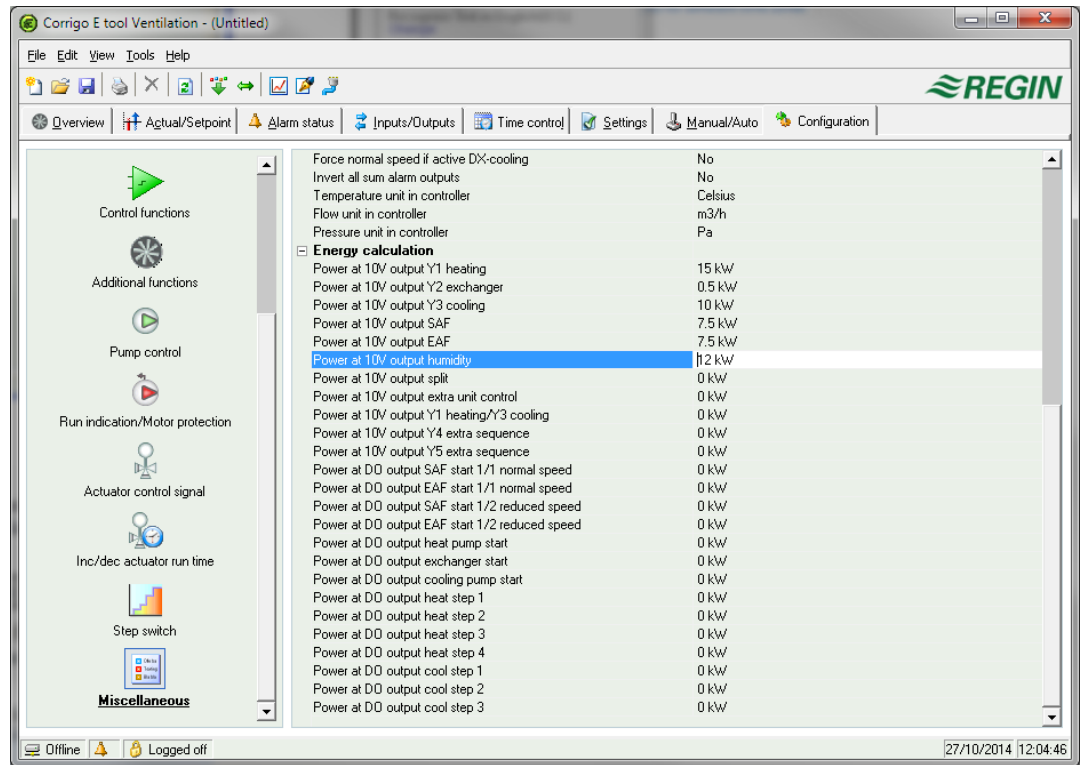 Corrigo E tool Ventilation - (Untitled)
File Edit View Tools Help
REGIN
Overview Actual/Setpoint Alarm status Inputs/Outputs Time control Settings Manual/Auto Configuration
Control functions
Additional functions
Pump control
Run indication/Motor protection
Actuator control signal
Inc/dec actuator run time
Step switch
Miscellaneous
Force normal speed if active DX-cooling No
Invert all sum alarm outputs No
Temperature unit in controller Celsius
Flow unit in controller m3/h
Pressure unit in controller Pa
Energy calculation
Power at 10V output Y1 heating 15 kW
Power at 10V output Y2 exchanger 0.5 kW
Power at 10V output Y3 cooling 10 kW
Power at 10V output SAF 7.5 kW
Power at 10V output EAF 7.5 kW
Power at 10V output humidity 12 kW
Power at 10V output split 0 kW
Power at 10V output extra unit control 0 kW
Power at 10V output Y1 heating/Y3 cooling 0 kW
Power at 10V output Y4 extra sequence 0 kW
Power at 10V output Y5 extra sequence 0 kW
Power at DO output SAF start 1/1 normal speed 0 kW
Power at DO output EAF start 1/1 normal speed 0 kW
Power at DO output SAF start 1/2 reduced speed 0 kW
Power at DO output EAF start 1/2 reduced speed 0 kW
Power at DO output heat pump start 0 kW
Power at DO output exchanger start 0 kW
Power at DO output cooling pump start 0 kW
Power at DO output heat step 1 0 kW
Power at DO output heat step 2 0 kW
Power at DO output heat step 3 0 kW
Power at DO output heat step 4 0 kW
Power at DO output cool step 1 0 kW
Power at DO output cool step 2 0 kW
Power at DO output cool step 3 0 kW
Offline Logged off 27/10/2014 12:04:46